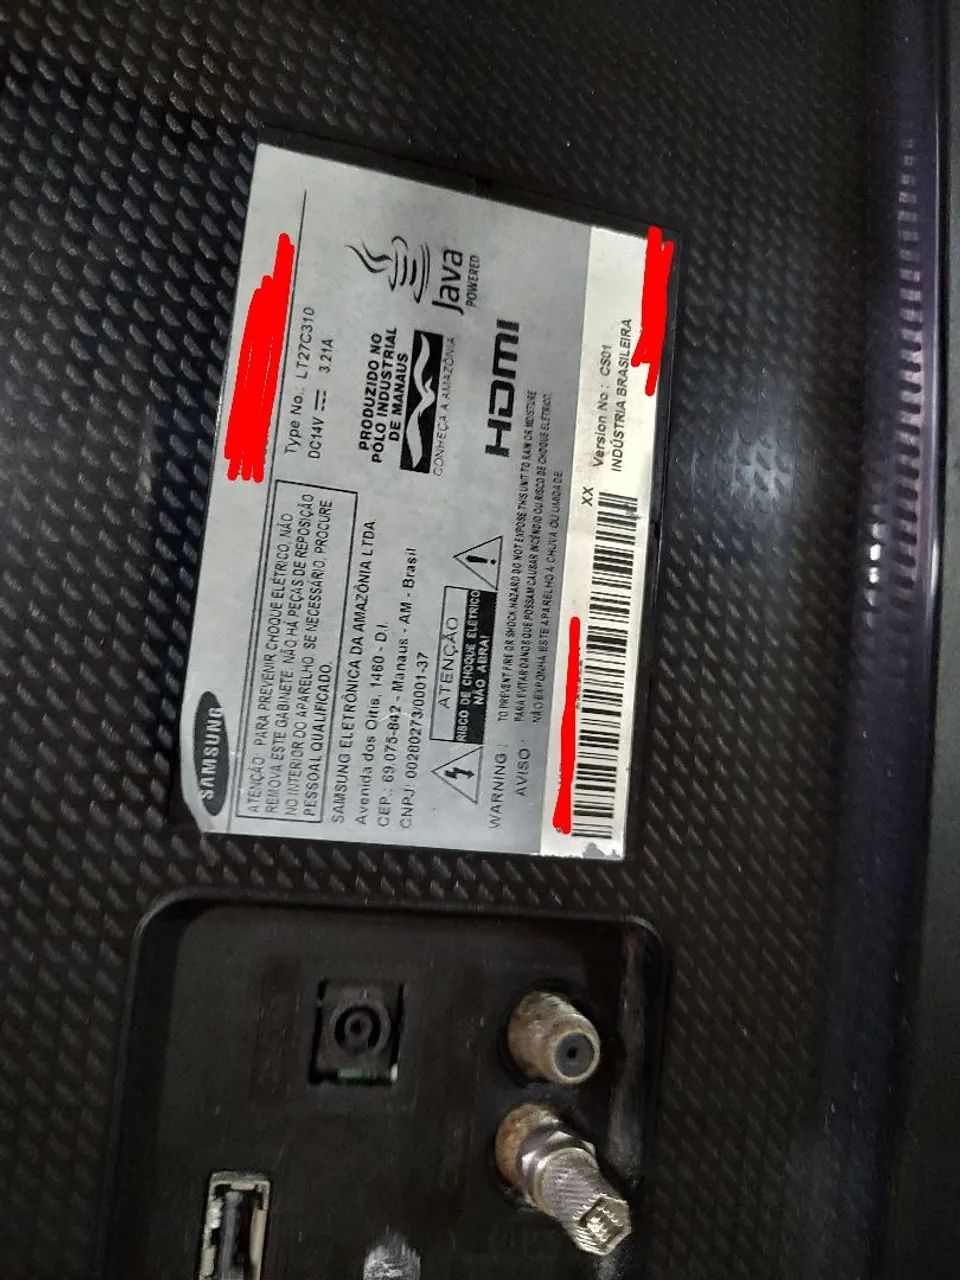 SAMSUNG
Type No.: LT27C310
DC14V 3.21A
ATENÇÃO PARA PREVENIR CHOQUE ELÉTRICO, NÃO
REMOVA ESTE GABINETE. NÃO HÁ PEÇAS DE REPOSIÇÃO
NO INTERIOR DO APARELHO. SE NECESSÁRIO, PROCURE
PESSOAL QUALIFICADO.
SAMSUNG ELETRÔNICA DA AMAZÔNIA LTDA
Avenida dos Oitis, 1460 - D.I.
CEP.: 69.075-842 - Manaus - AM - Brasil
CNPJ: 00280273/0001-37
PRODUZIDO NO
POLO INDUSTRIAL
DE MANAUS
CONHEÇA A AMAZÔNIA
Java
POWERED
ATENÇÃO
RISCO DE CHOQUE ELÉTRICO
NÃO ABRA!
HDMI
WARNING : TO PREVENT FIRE OR SHOCK HAZARD DO NOT EXPOSE THIS UNIT TO RAIN OR MOISTURE
AVISO : PARA EVITAR DANOS QUE POSSAM CAUSAR INCÊNDIO OU RISCO DE CHOQUE ELÉTRICO,
NÃO EXPONHA ESTE APARELHO À CHUVA OU UMIDADE.
XX
Version No : CS01
INDÚSTRIA BRASILEIRA